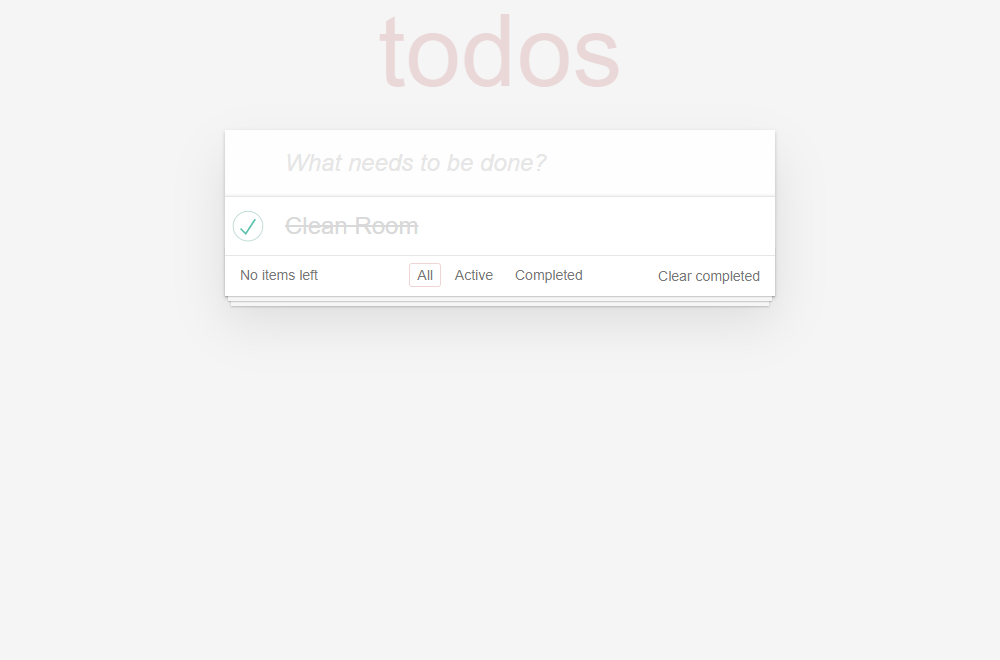 todos
What needs to be done?
Clean Room
No items left All Active Completed Clear completed